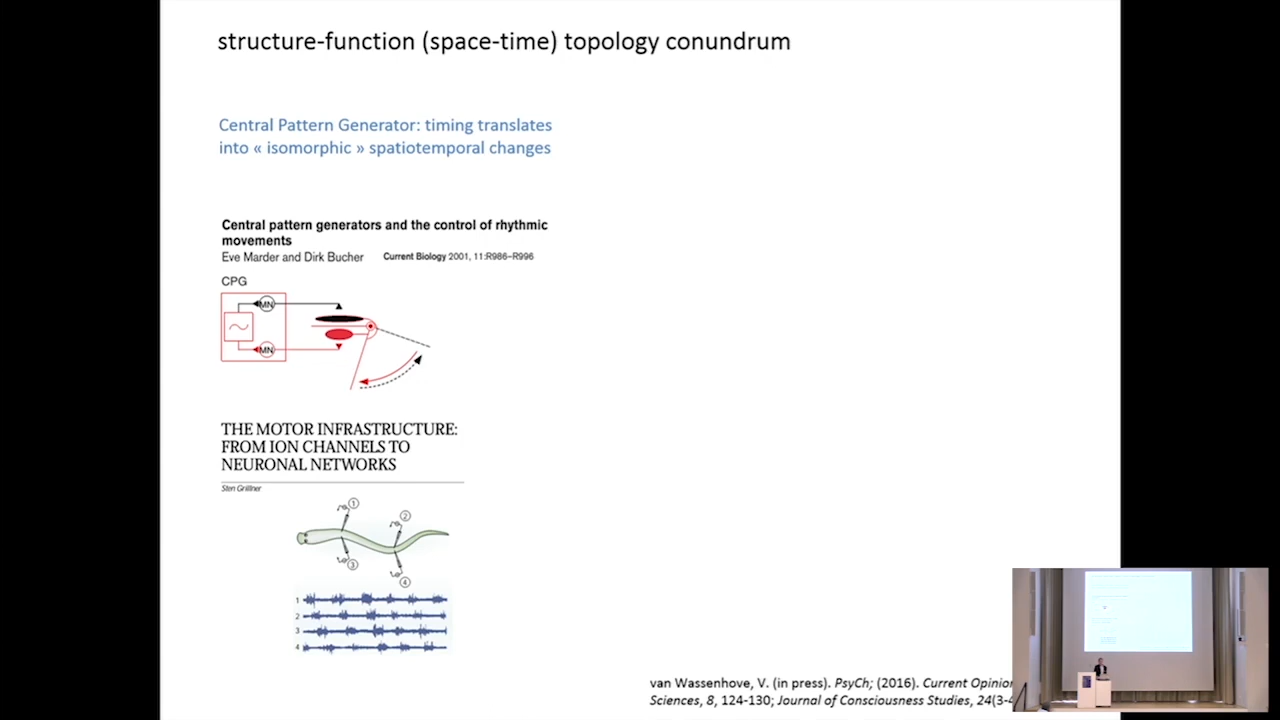 structure-function (space-time) topology conundrum
Central Pattern Generator: timing translates
into « isomorphic » spatiotemporal changes
Central pattern generators and the control of rhythmic
movements
Eve Marder and Dirk Bucher Current Biology 2001, 11:R986–R996
CPG
MN
MN
THE MOTOR INFRASTRUCTURE:
FROM ION CHANNELS TO
NEURONAL NETWORKS
Sten Grillner
1
2
3
4
1
2
3
4
van Wassenhove, V. (in press). PsyCh; (2016). Current Opinion
Sciences, 8, 124-130; Journal of Consciousness Studies, 24(3-4